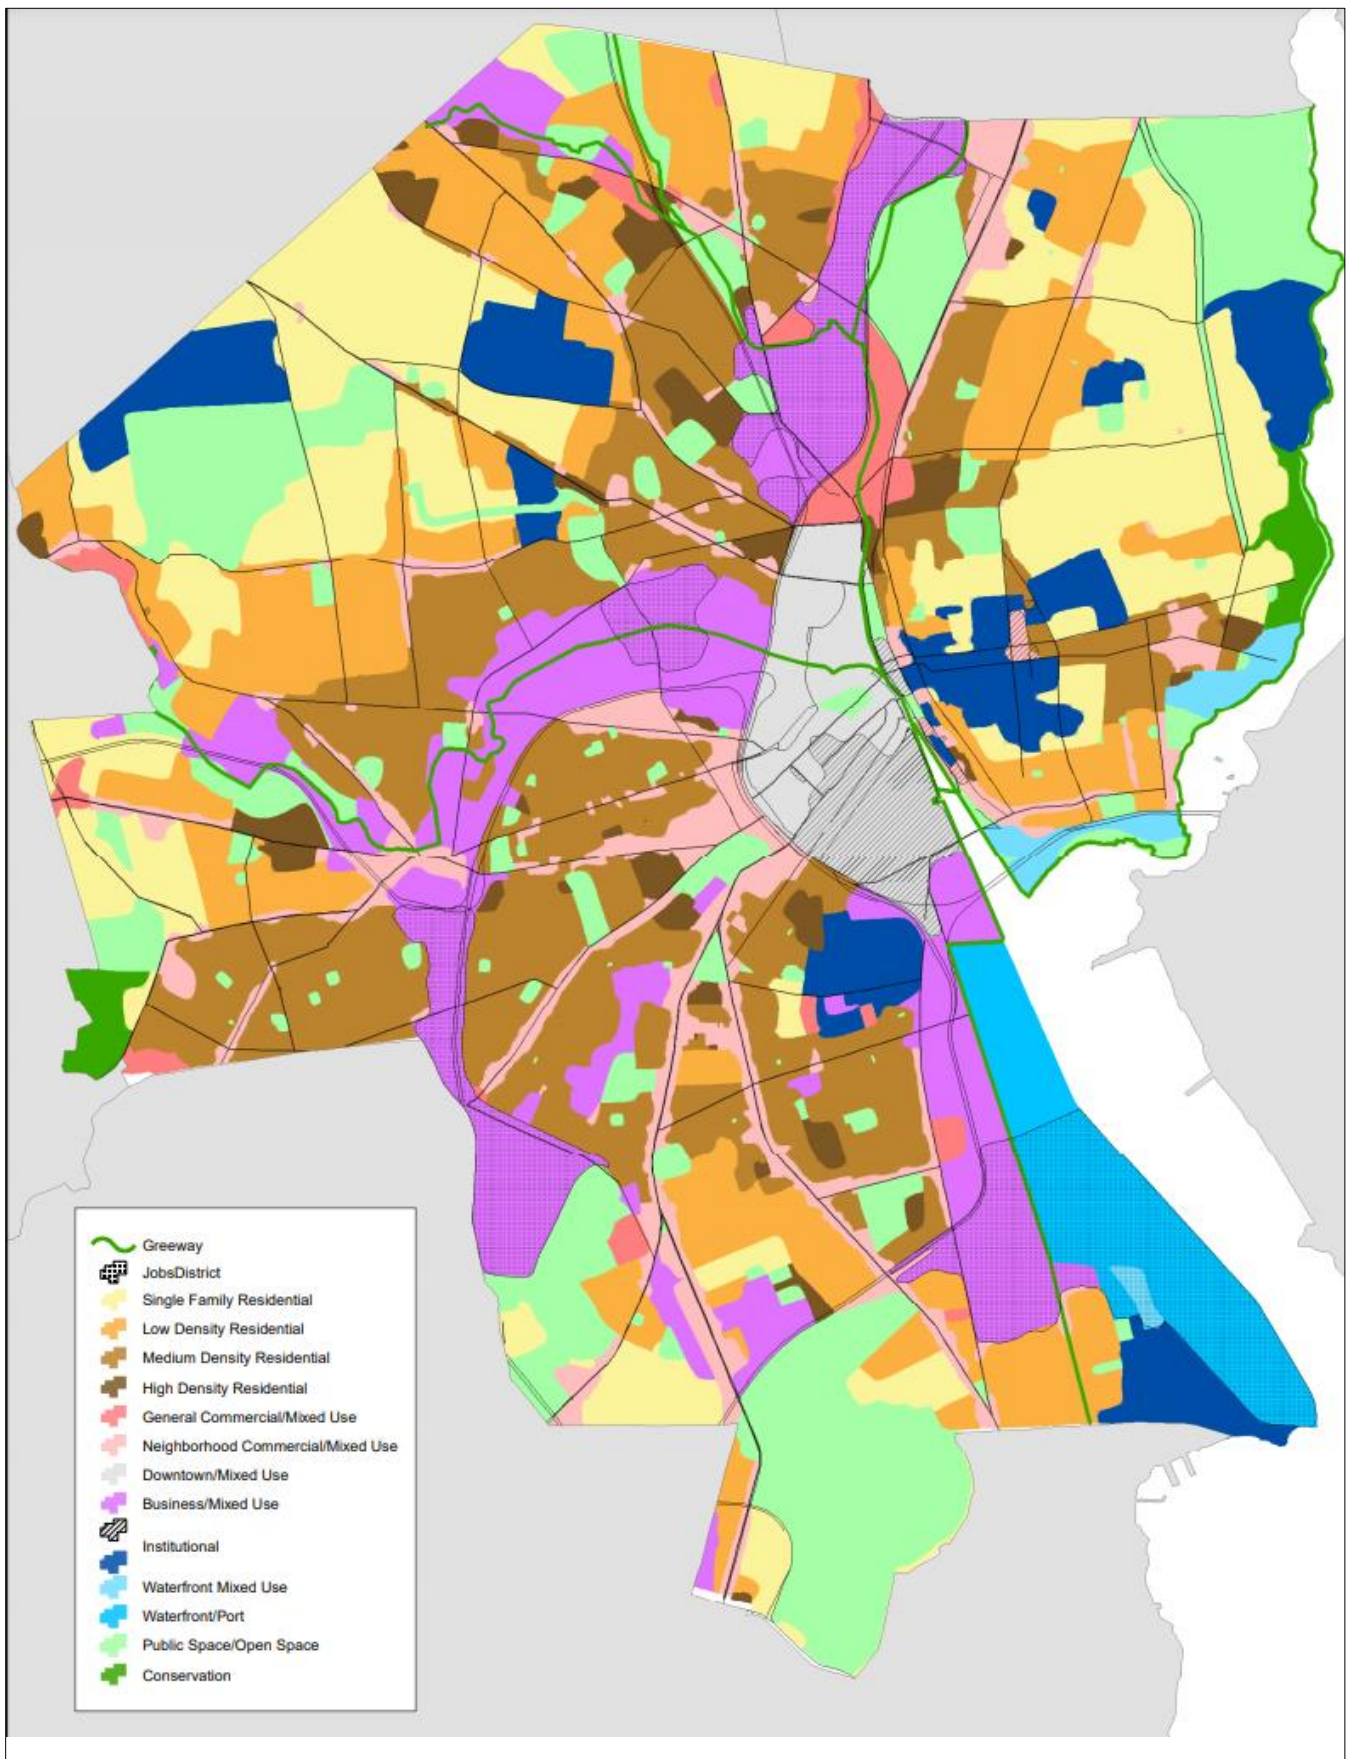 Greeway
JobsDistrict
Single Family Residential
Low Density Residential
Medium Density Residential
High Density Residential
General Commercial/Mixed Use
Neighborhood Commercial/Mixed Use
Downtown/Mixed Use
Business/Mixed Use
Institutional
Waterfront Mixed Use
Waterfront/Port
Public Space/Open Space
Conservation